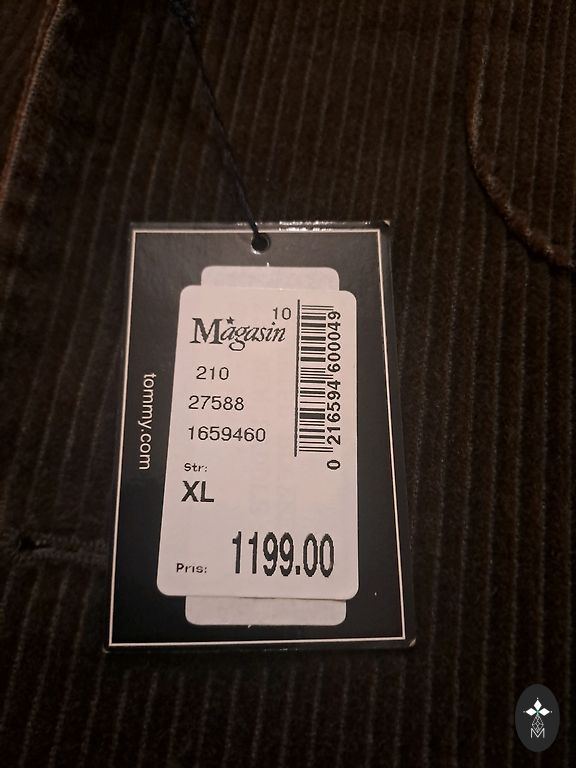 10
Magasin
210
27588
1659460
Str:
XL
Pris: 1199.00
0 216594 600049
tommy.com
M